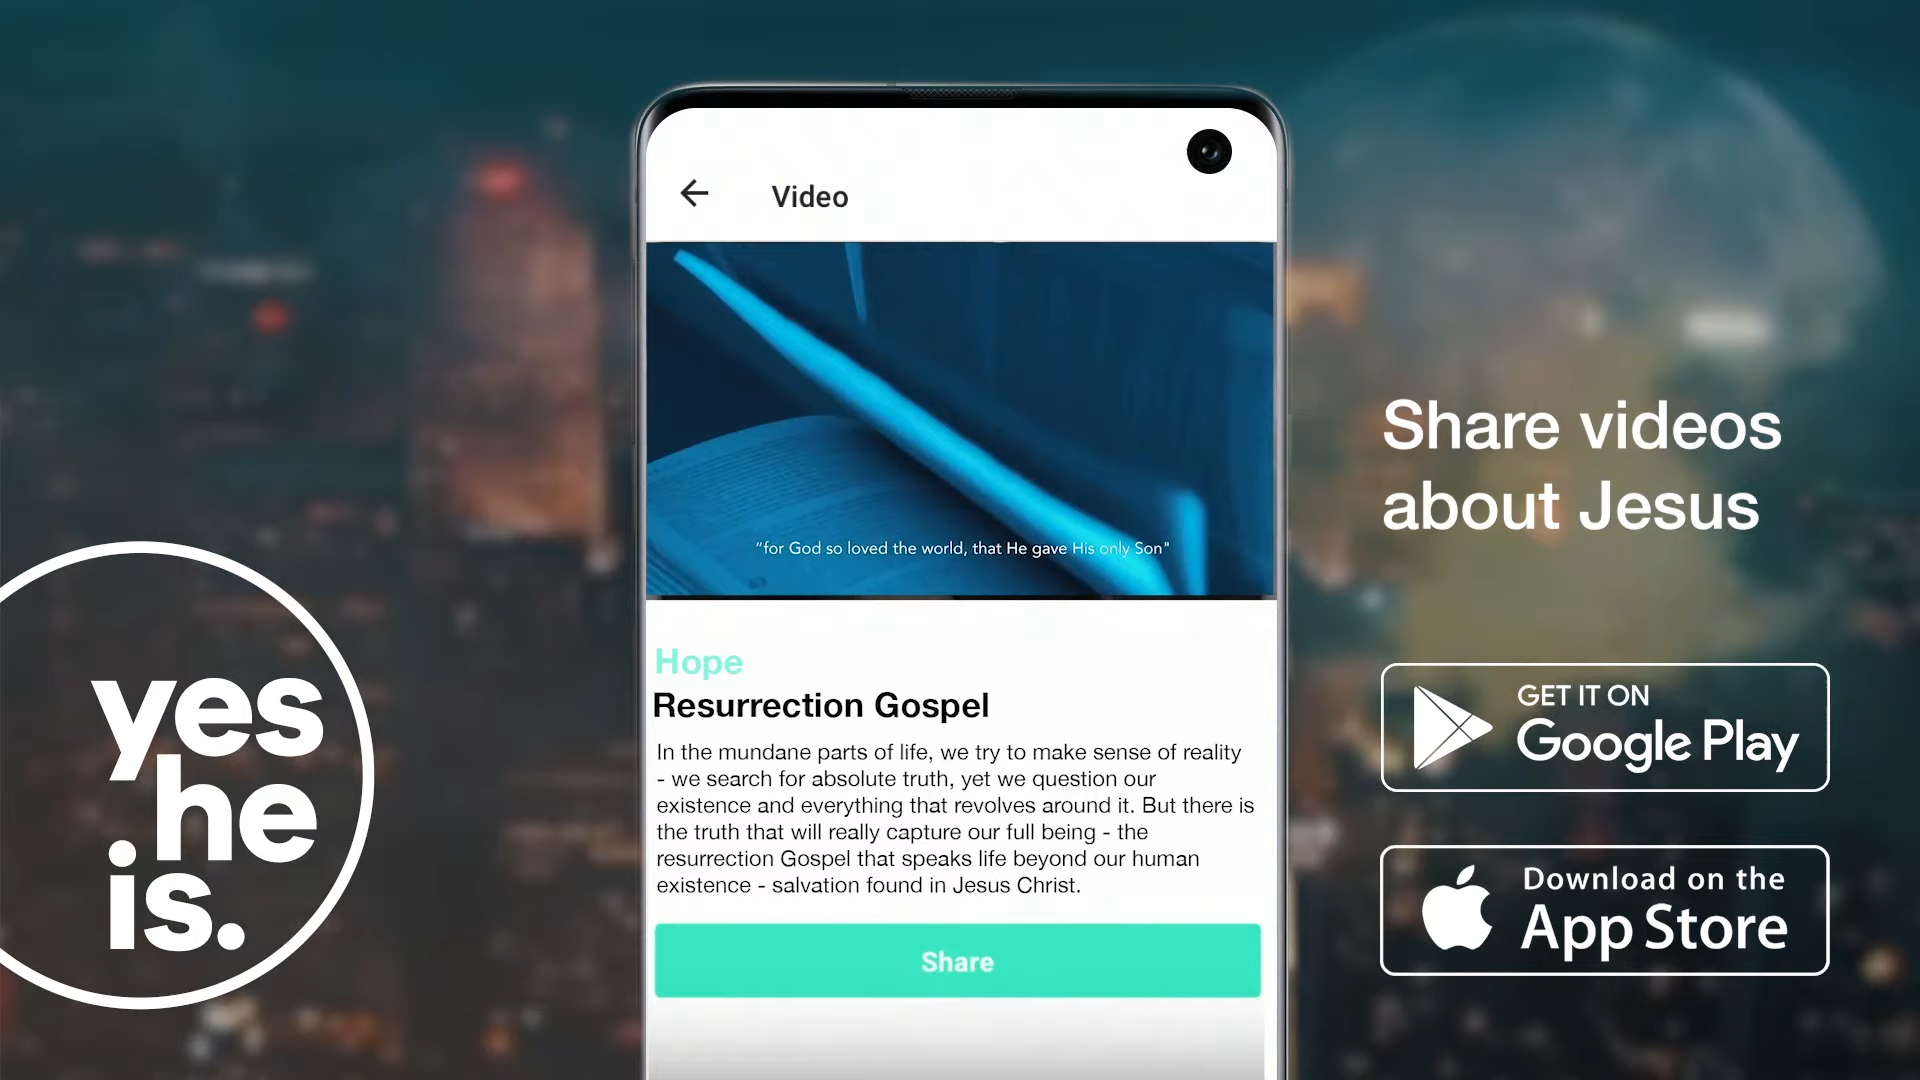 Video
“for God so loved the world, that He gave His only Son"
Hope
Resurrection Gospel
In the mundane parts of life, we try to make sense of reality
- we search for absolute truth, yet we question our
existence and everything that revolves around it. But there is
the truth that will really capture our full being - the
resurrection Gospel that speaks life beyond our human
existence - salvation found in Jesus Christ.
Share
yes
he
is.
Share videos
about Jesus
GET IT ON
Google Play
Download on the
App Store